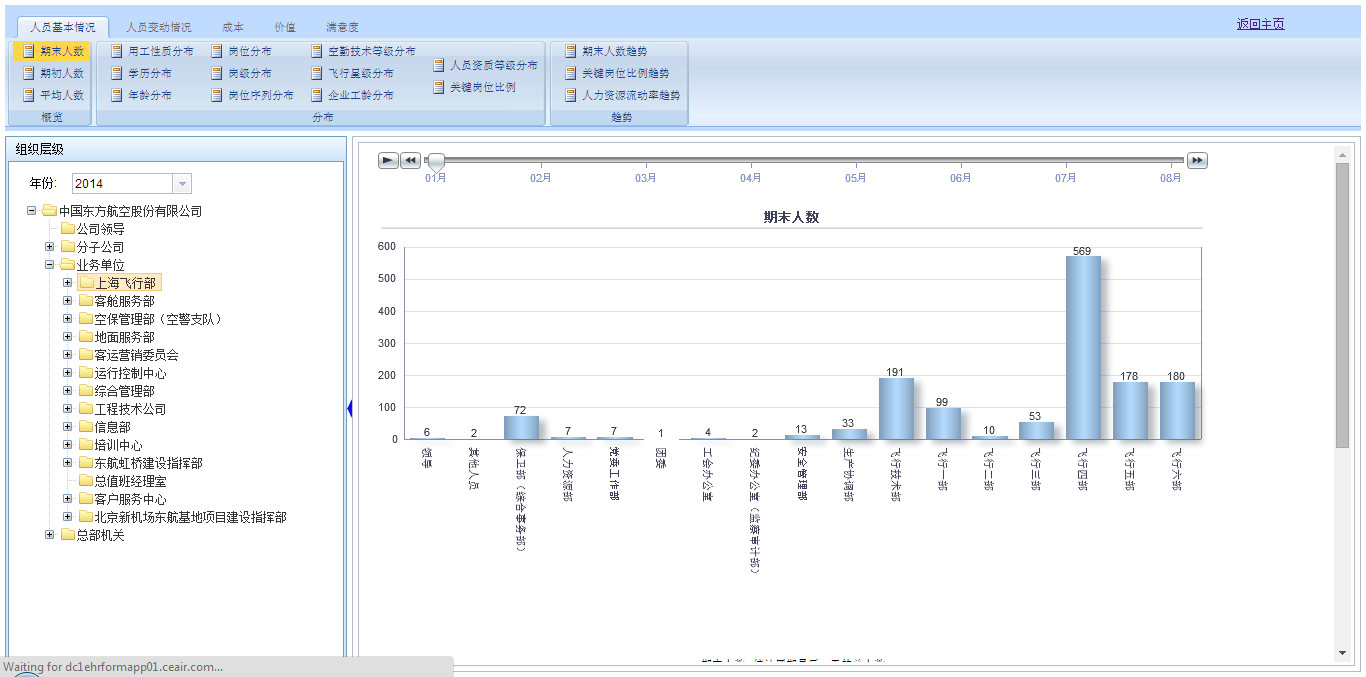 人员基本情况 人员变动情况 成本 价值 满意度 返回主页
期末人数 用工性质分布 岗位分布 空勤技术等级分布 人员资质等级分布 期末人数趋势
期初人数 学历分布 岗级分布 飞行星级分布 关键岗位比例 关键岗位比例趋势
平均人数 年龄分布 岗位序列分布 企业工龄分布 人力资源流动率趋势
概览 分布 趋势
组织层级
年份: 2014
中国东方航空股份有限公司
公司领导
分子公司
业务单位
上海飞行部
客舱服务部
空保管理部（空警支队）
地面服务部
客运营销委员会
运行控制中心
综合管理部
工程技术公司
信息部
培训中心
东航虹桥建设指挥部
总值班经理室
客户服务中心
北京新机场东航基地项目建设指挥部
总部机关
01月 02月 03月 04月 05月 06月 07月 08月
期末人数
600
500
400
300
200
100
0
6 2 72 7 7 1 4 2 13 33 191 99 10 53 569 178 180
领导
其他人员
保卫部（综合事务部）
人力资源部
党委工作部
团委
工会办公室
纪委办公室（监察审计部）
安全管理部
生产协调部
飞行技术部
飞行一部
飞行二部
飞行三部
飞行四部
飞行五部
飞行六部
Waiting for dc1ehrformapp01.ceair.com...